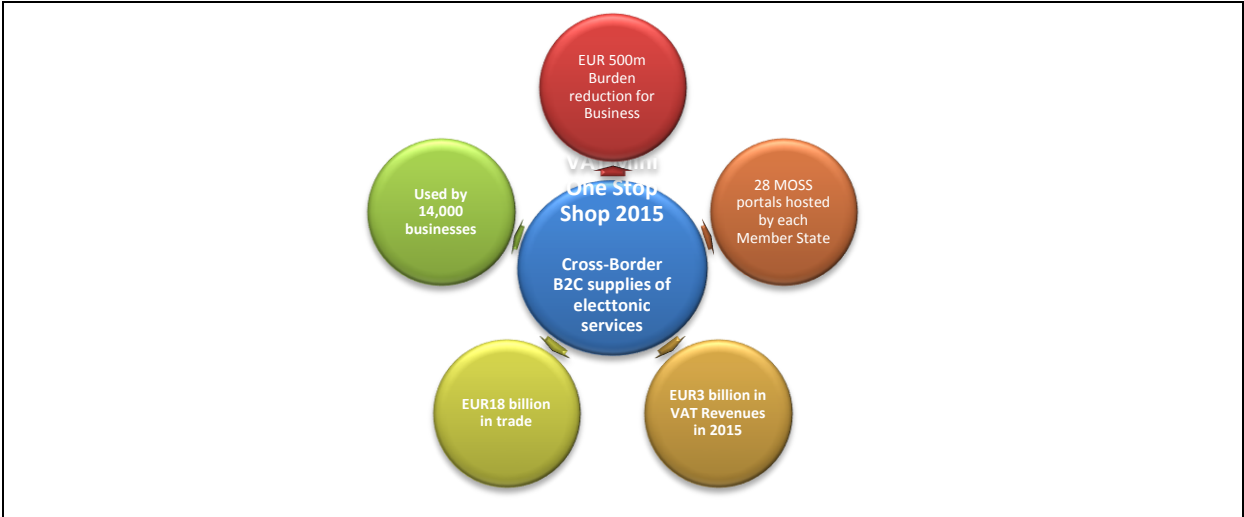 EUR 500m
Burden
reduction for
Business
28 MOSS
portals hosted
by each
Member State
EUR3 billion in
VAT Revenues
in 2015
EUR18 billion
in trade
Used by
14,000
businesses
VAT Mini
One Stop
Shop 2015
Cross-Border
B2C supplies of
electtonic
services